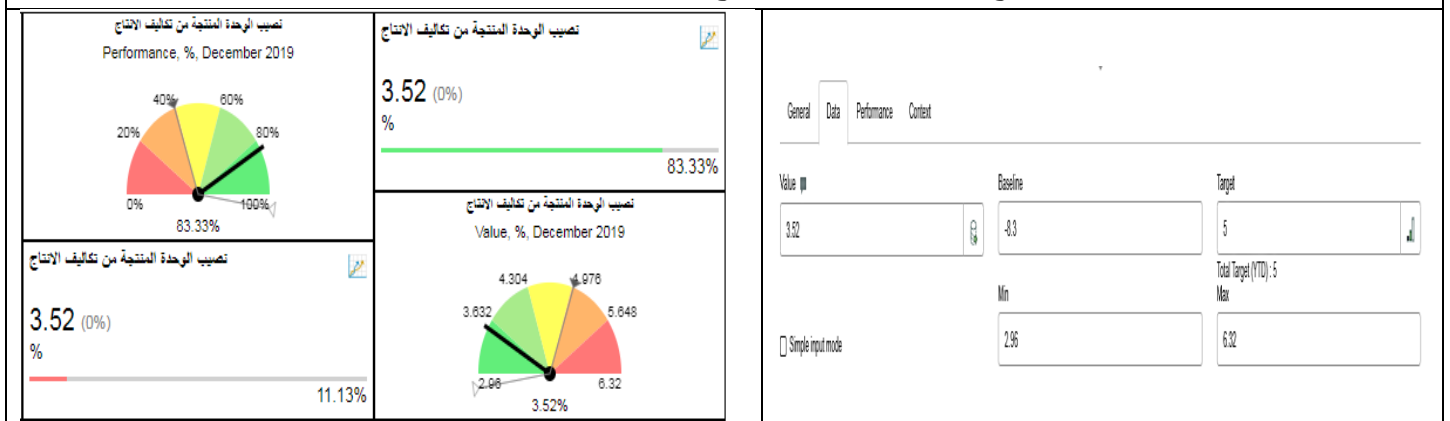 نصيب الوحدة المنتجة من تكاليف الانتاج
Performance, %, December 2019
40%
60%
20%
80%
0%
100%
83.33%
نصيب الوحدة المنتجة من تكاليف الانتاج
3.52 (0%)
%
83.33%
نصيب الوحدة المنتجة من تكاليف الانتاج
3.52 (0%)
%
11.13%
نصيب الوحدة المنتجة من تكاليف الانتاج
Value, %, December 2019
4.304
4.976
3.632
5.648
2.96
6.32
3.52%
General Data Performance Context
Value Baseline Target
3.52 -8.3 5
Total Target (YTD) : 5
Min Max
Simple input mode 2.96 6.32